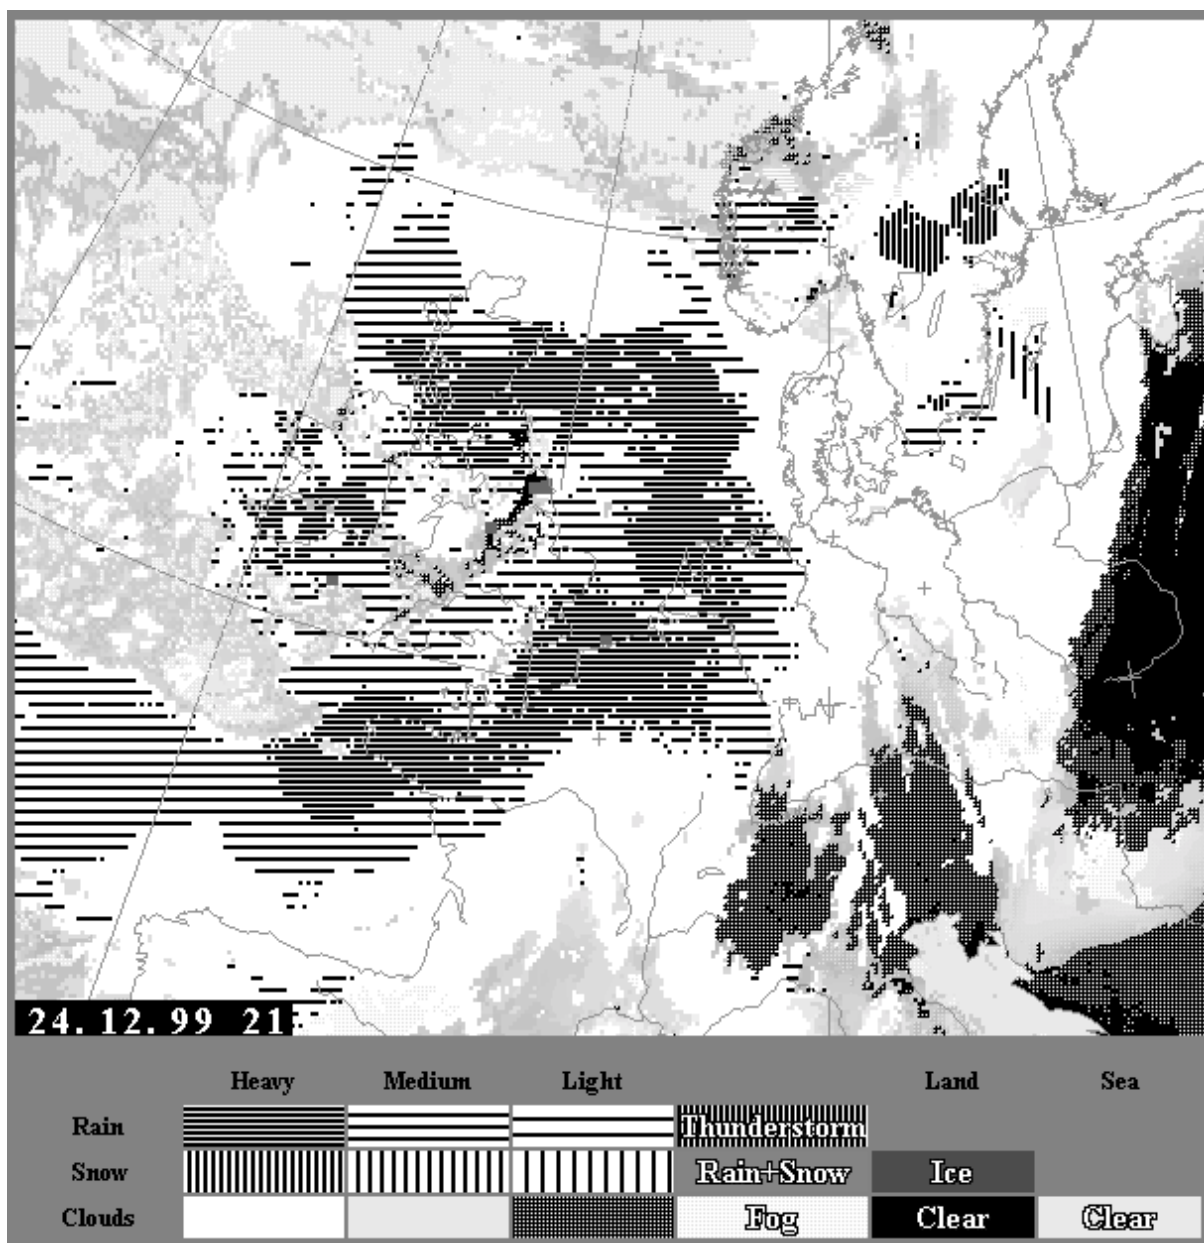 24.12.99 21
Heavy Medium Light Land Sea
Rain Thunderstorm
Snow Rain+Snow Ice
Clouds Fog Clear Clear